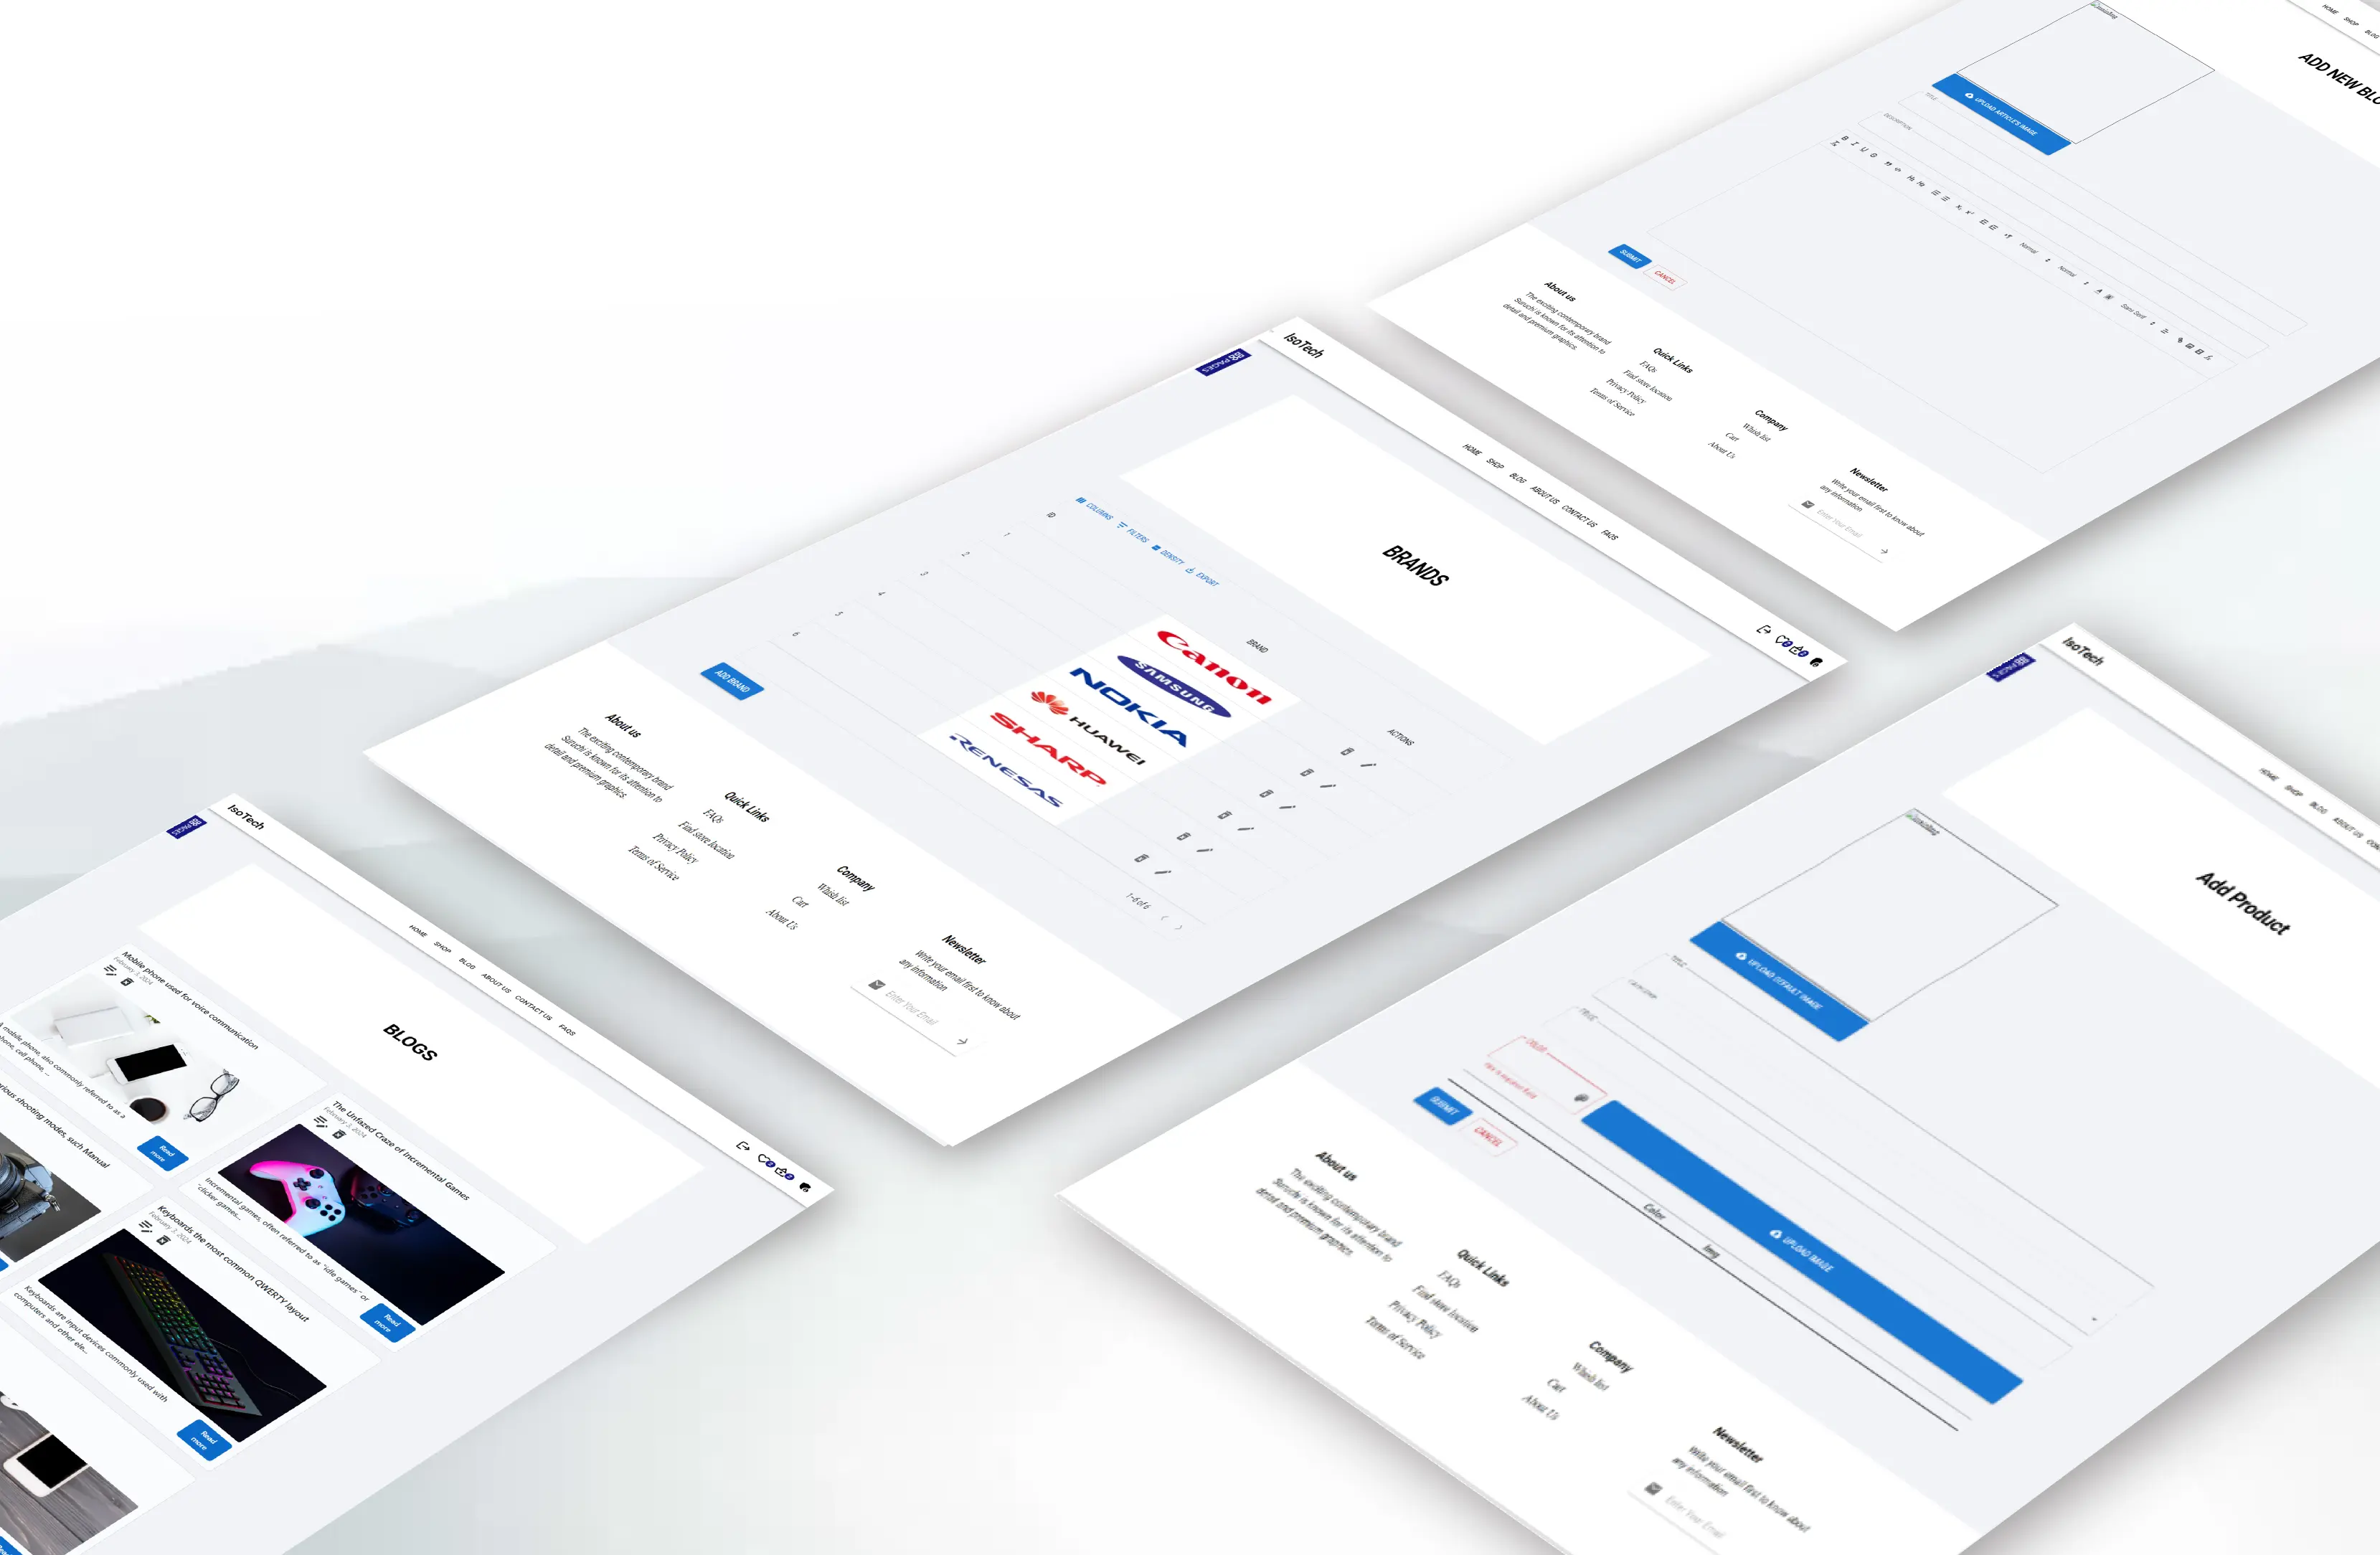 HOME SHOP BLOG
ADD NEW BLO
UPLOAD ARTICLE'S IMAGE
TITLE
DESCRIPTION
Normal
Normal
Sans Serif
SUBMIT
CANCEL
About us
The exciting contemporary brand
Suruchi is known for its attention to
detail and premium graphics.
Quick Links
FAQs
Find store location
Privacy Policy
Terms of Service
Company
Whish list
Cart
About Us
Newsletter
Write your email first to know about
any information
Enter Your Email
IsoTech
PAGES
HOME SHOP BLOG ABOUT US CONTACT US FAQS
BRANDS
COLUMNS FILTERS DENSITY EXPORT
ID
BRAND
ACTIONS
1
Canon
2
SAMSUNG
3
NOKIA
4
HUAWEI
5
SHARP
6
RENESAS
1-6 of 6
ADD BRAND
About us
The exciting contemporary brand
Suruchi is known for its attention to
detail and premium graphics.
Quick Links
FAQs
Find store location
Privacy Policy
Terms of Service
Company
Whish list
Cart
About Us
Newsletter
Write your email first to know about
any information
Enter Your Email
IsoTech
PAGES
HOME SHOP BLOG ABOUT US CONTACT US FAQS
BLOGS
Mobile phone used for voice communication
February 3, 2024
A mobile phone, also commonly referred to as a
phone, cell phone, ...
Read
more
The Unfazed Craze of Incremental Games
February 3, 2024
Incremental games, often referred to as "idle games" or
"clicker games...
Read
more
rious shooting modes, such Manual
Keyboards the most common QWERTY layout
February 3, 2024
Keyboards are input devices commonly used with
computers and other ele...
Read
more
IsoTech
PAGES
HOME SHOP BLOG ABOUT US CON
Add Product
UPLOAD DEFAULT IMAGE
PRICE
COLOR
UPLOAD IMAGE
Color
Img
SUBMIT
CANCEL
About us
The exciting contemporary brand
Suruchi is known for its attention to
detail and premium graphics.
Quick Links
FAQs
Find store location
Privacy Policy
Terms of Service
Company
Whish list
Cart
About Us
Newsletter
Write your email first to know about
any information
Enter Your Email